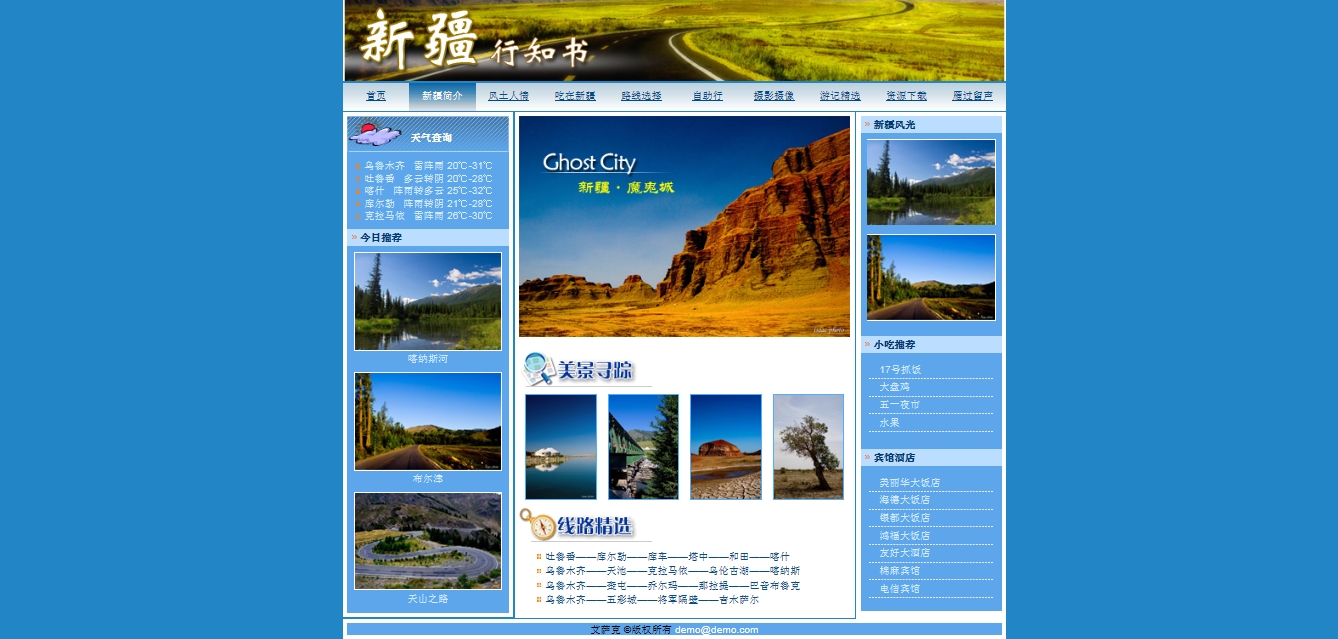 新疆 行知书
首页 新疆简介 风土人情 吃在新疆 路线选择 自助行 摄影摄像 游记精选 资源下载 雁过留声
天气查询
乌鲁木齐 雷阵雨 20℃-31℃
吐鲁番 多云转阴 20℃-28℃
喀什 阵雨转多云 25℃-32℃
库尔勒 阵雨转阴 21℃-28℃
克拉马依 雷阵雨 26℃-30℃
» 今日推荐
喀纳斯河
布尔津
天山之路
Ghost City
新疆·魔鬼城
美景寻踪
线路精选
吐鲁番——库尔勒——库车——塔中——和田——喀什
乌鲁木齐——天池——克拉马依——乌伦古湖——喀纳斯
乌鲁木齐——奎屯——乔尔玛——那拉提——巴音布鲁克
乌鲁木齐——五彩城——将军隔壁——吉木萨尔
» 新疆风光
» 小吃推荐
17号抓饭
大盘鸡
五一夜市
水果
» 宾馆酒店
美丽华大饭店
海德大饭店
银都大饭店
鸿福大饭店
友好大酒店
棉麻宾馆
电信宾馆
艾萨克 ©版权所有 demo@demo.com